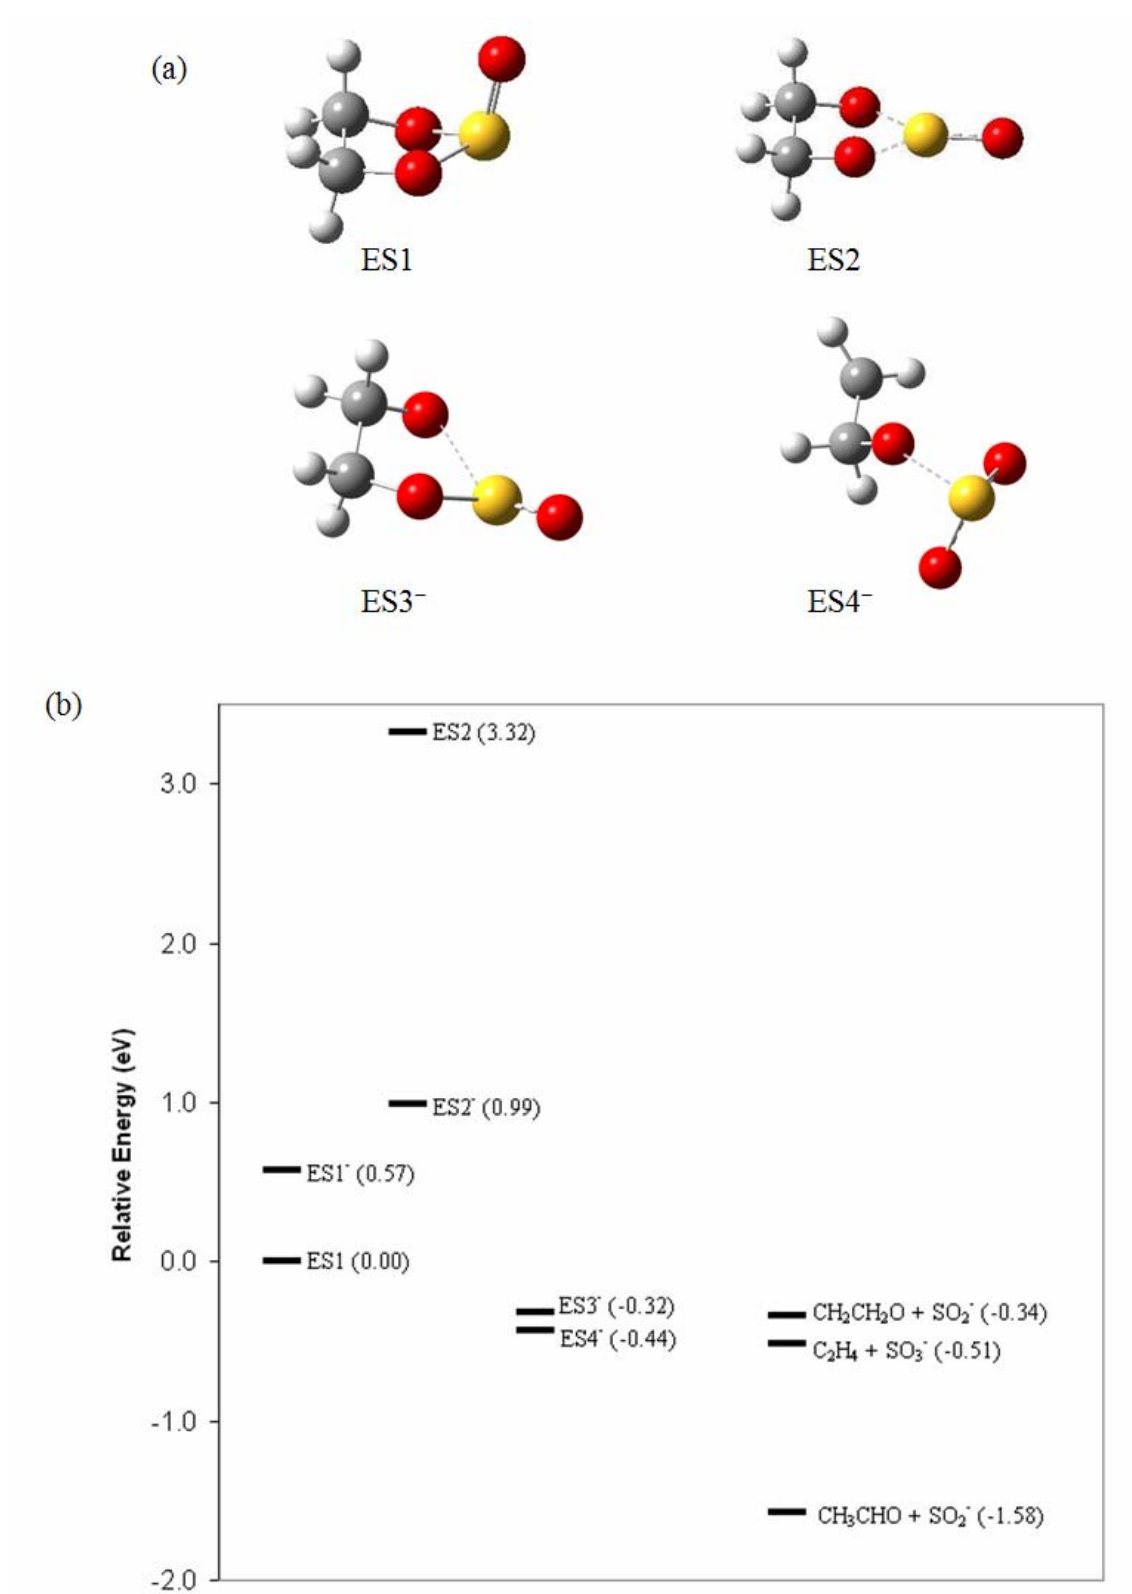 (a)
ES1
ES2
ES3⁻
ES4⁻
(b)
Relative Energy (eV)
3.0
2.0
1.0
0.0
-1.0
-2.0
ES2 (3.32)
ES2⁻ (0.99)
ES1⁻ (0.57)
ES1 (0.00)
ES3⁻ (-0.32)
ES4⁻ (-0.44)
CH₂CH₂O + SO₂⁻ (-0.34)
C₂H₄ + SO₃⁻ (-0.51)
CH₃CHO + SO₂⁻ (-1.58)